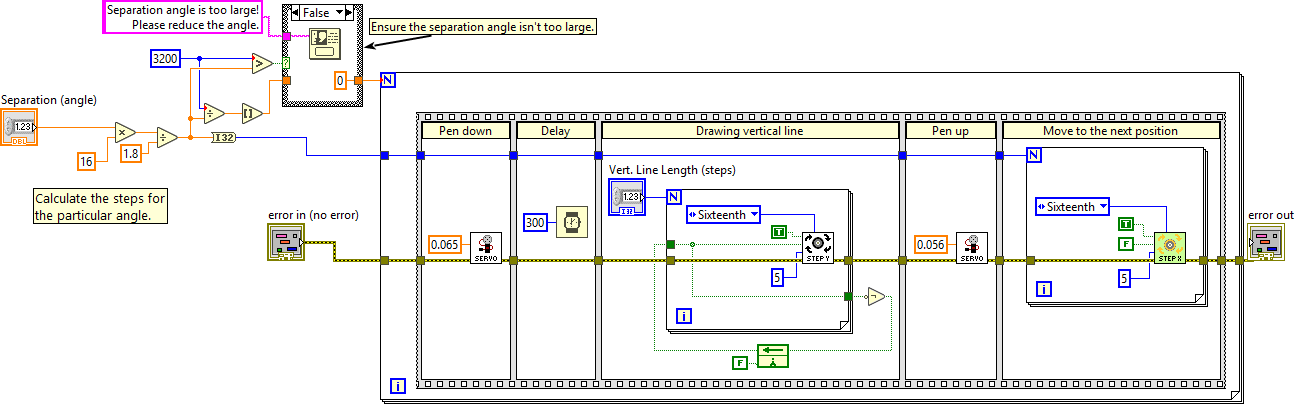 Separation angle is too large!
Please reduce the angle.
False
Ensure the separation angle isn't too large.
3200
>
?
0
N
Separation (angle)
1.23
DBL
×
÷
÷
[ ]
I32
16
1.8
Calculate the steps for
the particular angle.
error in (no error)
Pen down
Delay
Drawing vertical line
Pen up
Move to the next position
0.065
SERVO
300
Vert. Line Length (steps)
1.23
I32
N
Sixteenth
T
STEP Y
5
i
F
0.056
SERVO
N
Sixteenth
T
F
STEP X
5
i
error out
i